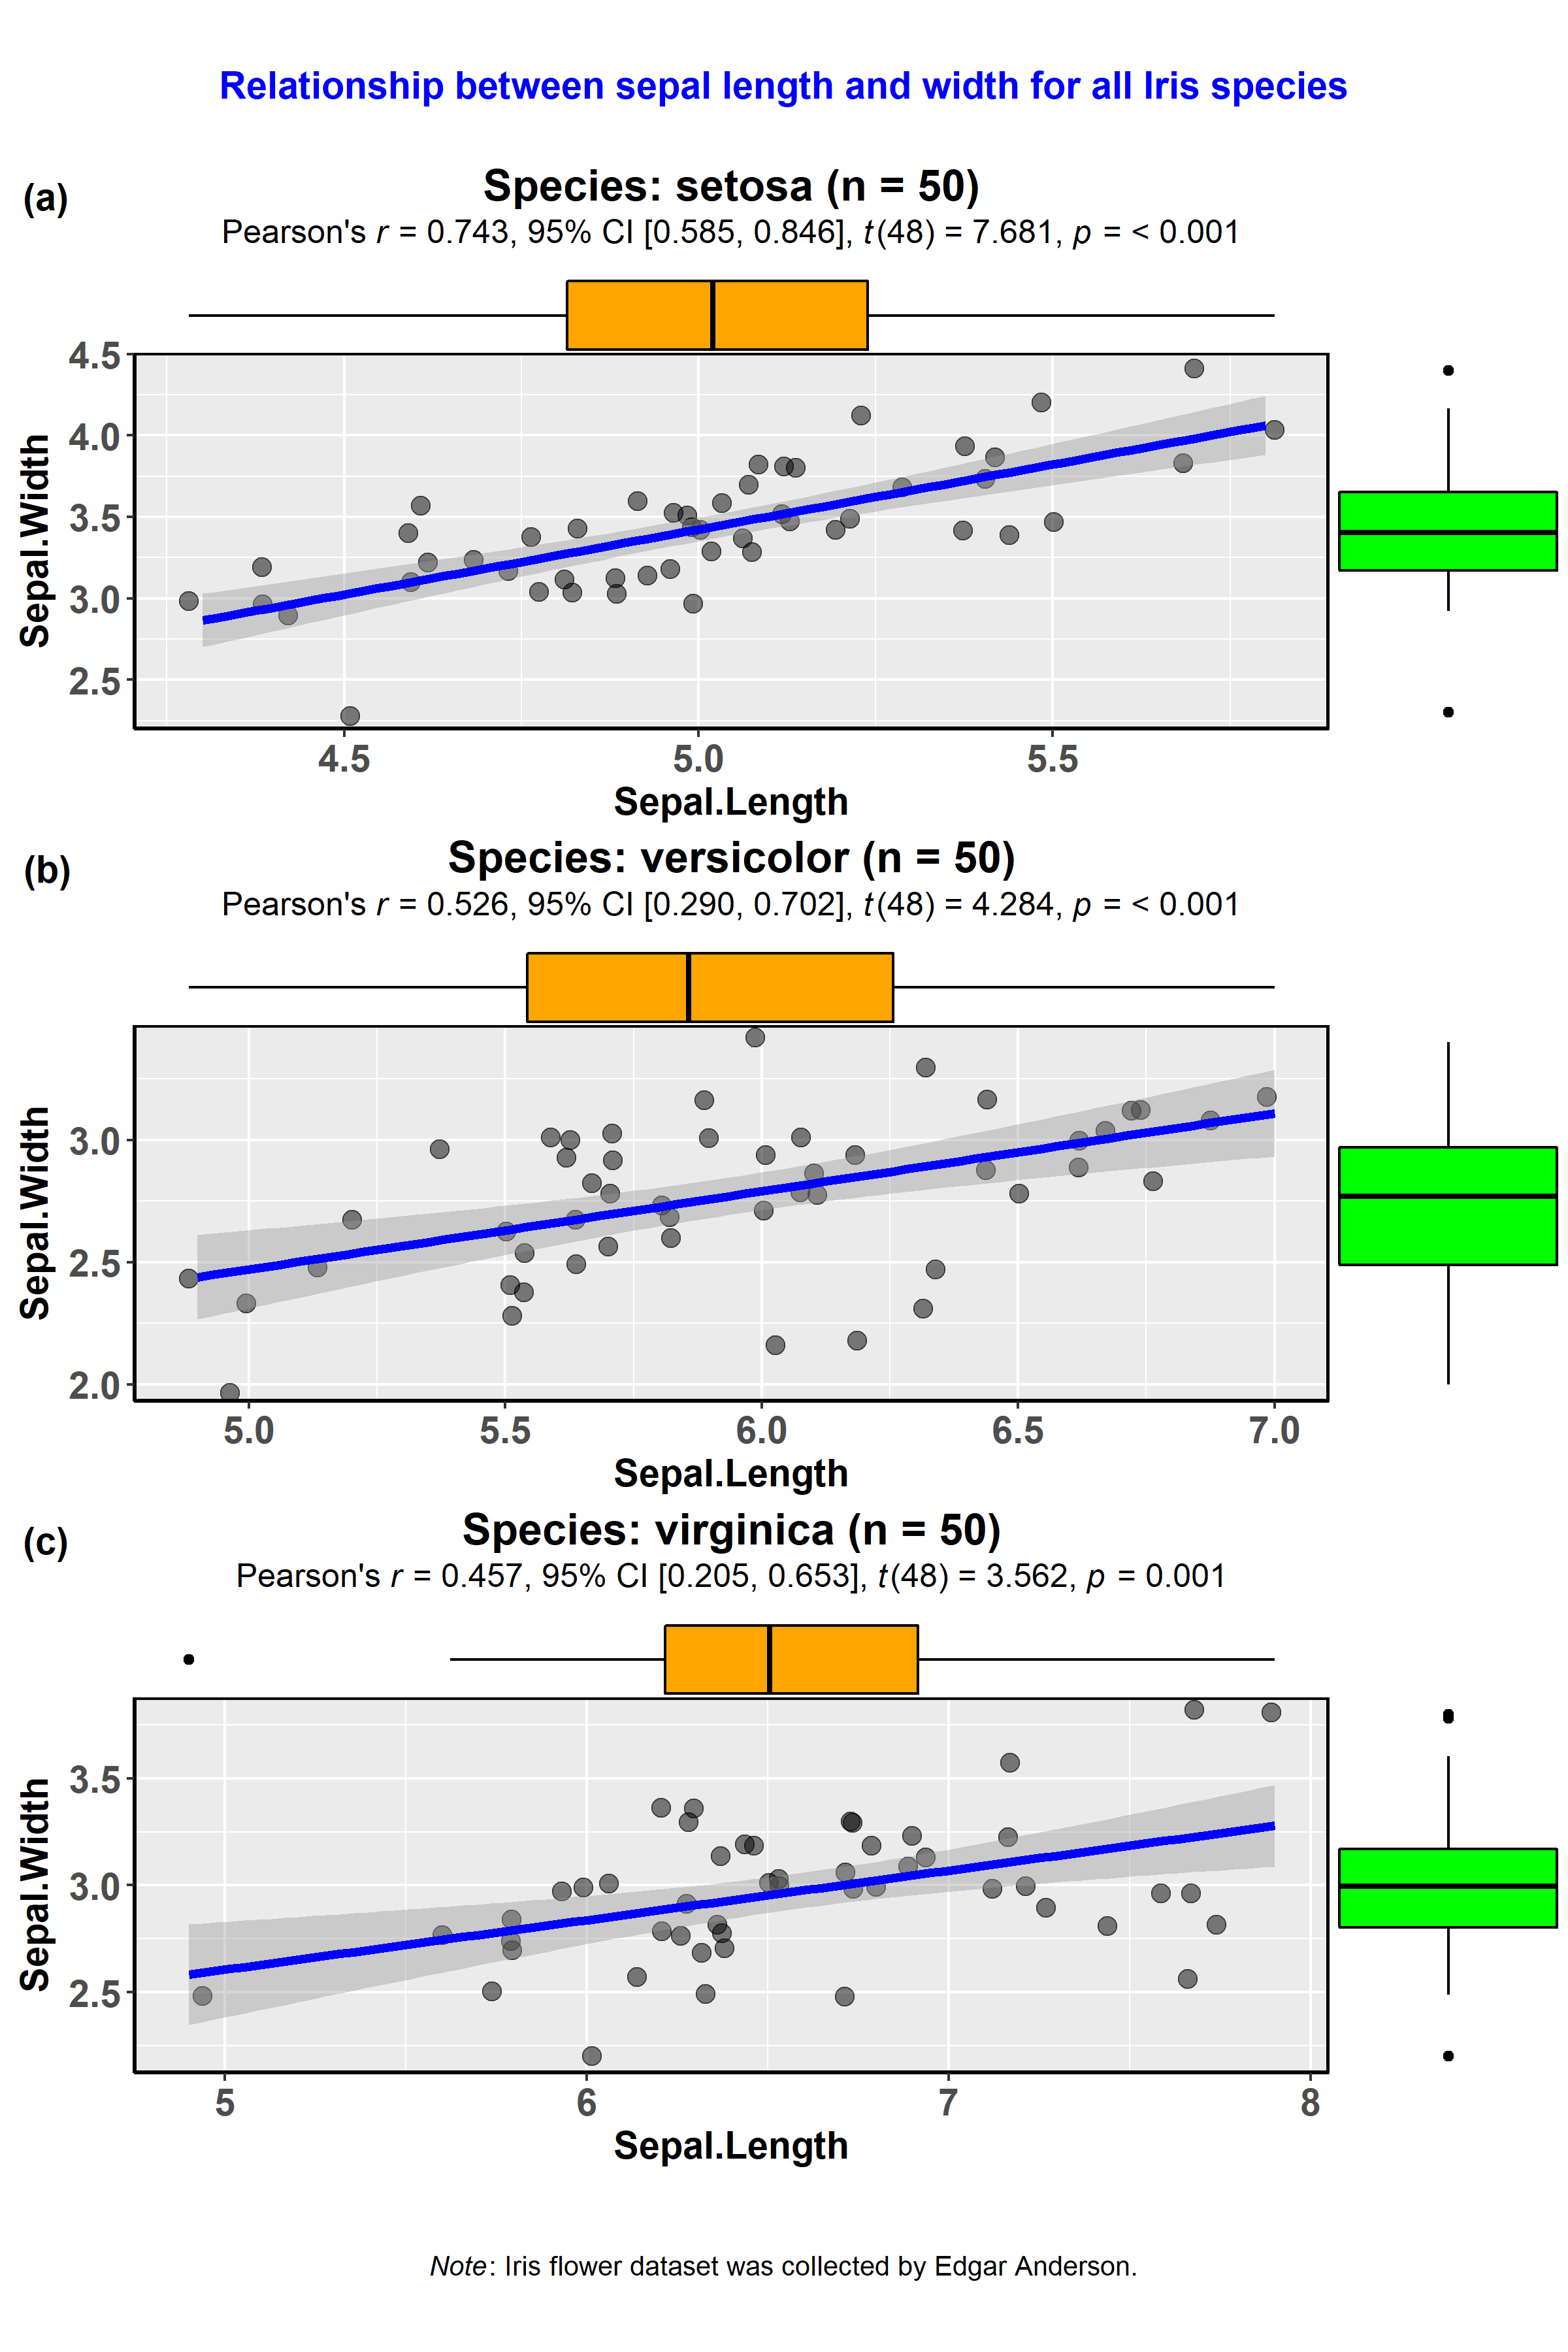 Relationship between sepal length and width for all Iris species
(a)
Species: setosa (n = 50)
Pearson's r = 0.743, 95% CI [0.585, 0.846], t(48) = 7.681, p = < 0.001
Sepal.Width
4.5
4.0
3.5
3.0
2.5
4.5 5.0 5.5
Sepal.Length
(b)
Species: versicolor (n = 50)
Pearson's r = 0.526, 95% CI [0.290, 0.702], t(48) = 4.284, p = < 0.001
Sepal.Width
3.0
2.5
2.0
5.0 5.5 6.0 6.5 7.0
Sepal.Length
(c)
Species: virginica (n = 50)
Pearson's r = 0.457, 95% CI [0.205, 0.653], t(48) = 3.562, p = 0.001
Sepal.Width
3.5
3.0
2.5
5 6 7 8
Sepal.Length
Note: Iris flower dataset was collected by Edgar Anderson.